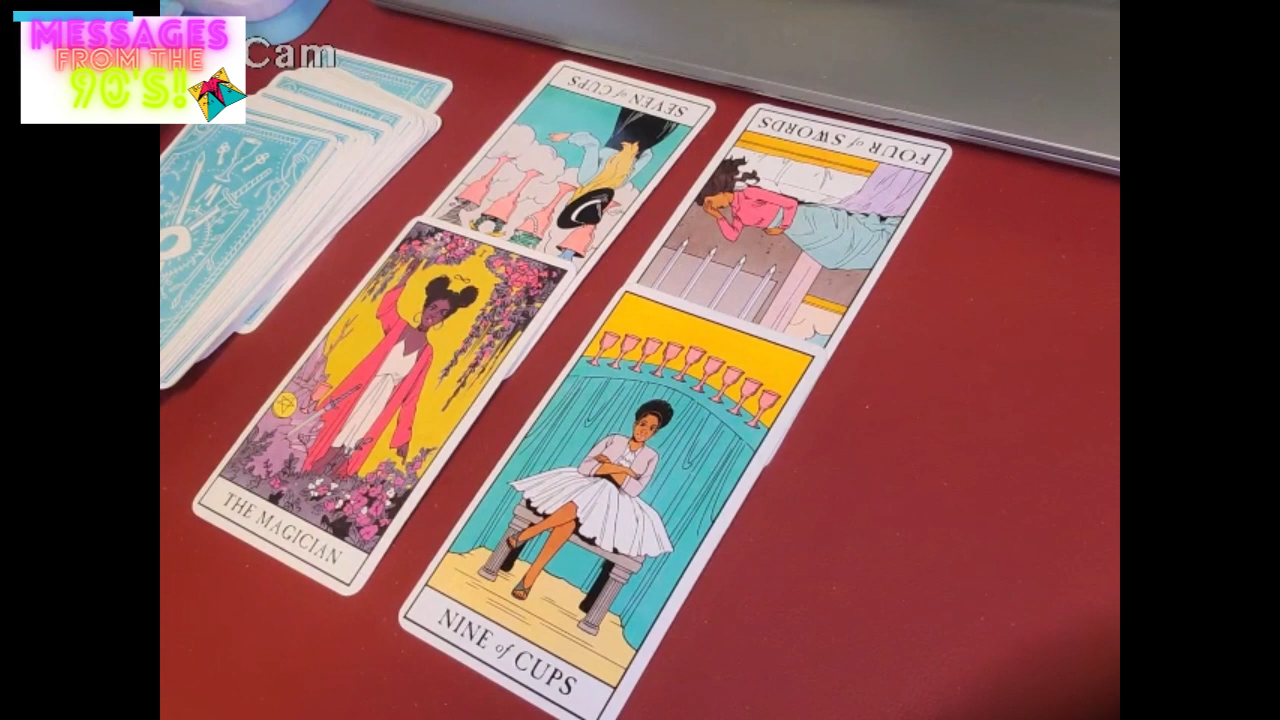 MESSAGES
FROM THE
90'S!
Cam
SEVEN of CUPS
FOUR of SWORDS
THE MAGICIAN
NINE of CUPS